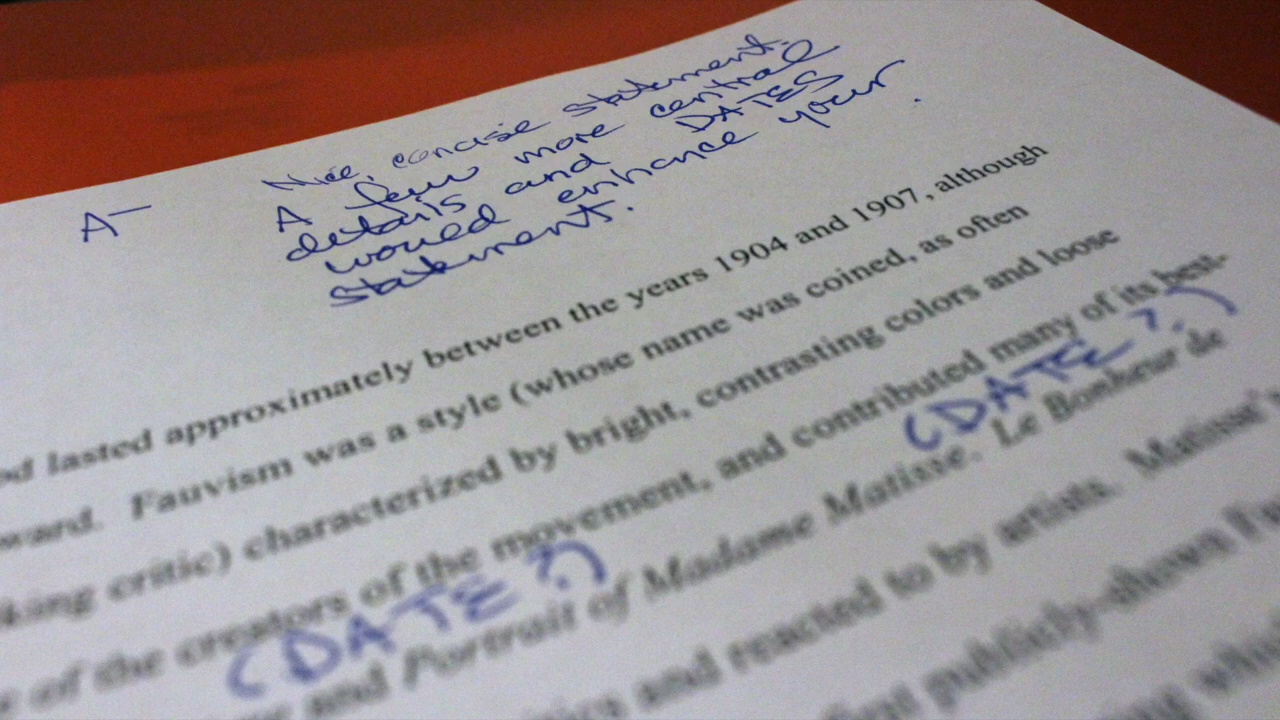 A-
Nice, concise statement.
A few more central
details and DATES
would enhance your
statement.
lasted approximately between the years 1904 and 1907, although
Fauvism was a style (whose name was coined, as often
critic) characterized by bright, contrasting colors and loose
of the creators of the movement, and contributed many of its best-
(DATE?)
(DATE?)
and Portrait of Madame Matisse. Le Bonheur de
and reacted to by artists. Matisse's
publicly-shown